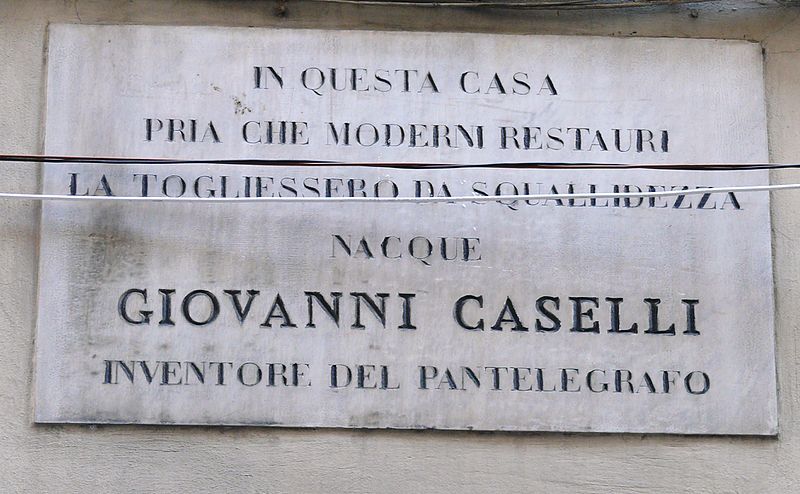 IN QUESTA CASA
PRIA CHE MODERNI RESTAURI
LA TOGLIESSERO DA SQUALLIDEZZA
NACQUE
GIOVANNI CASELLI
INVENTORE DEL PANTELEGRAFO